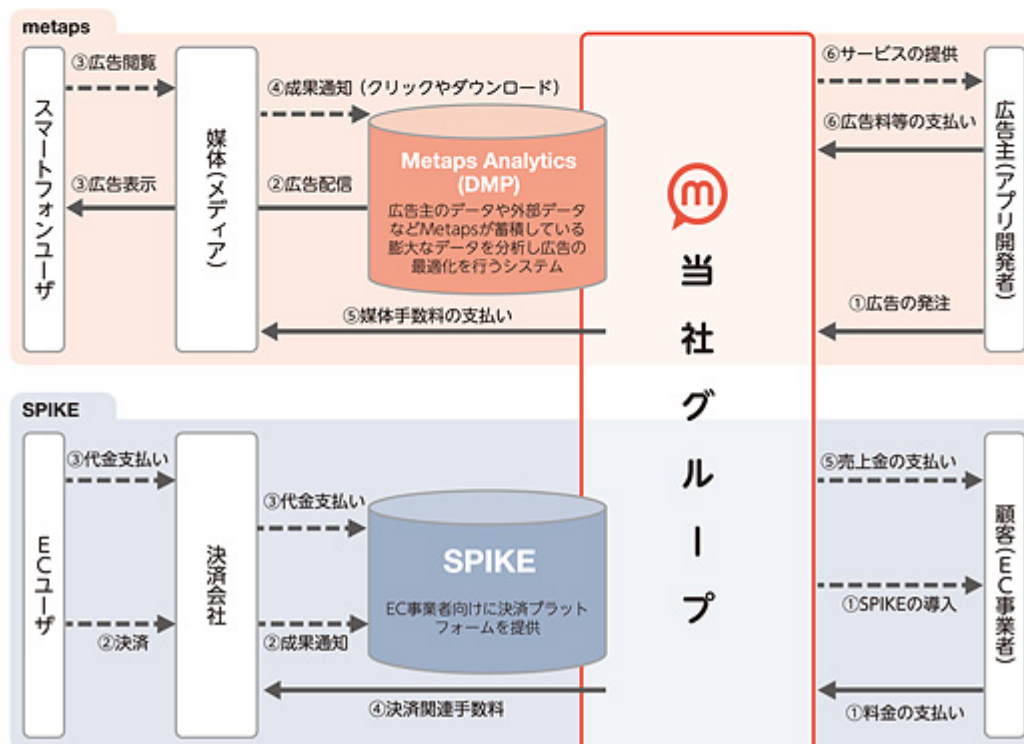 metaps
スマートフォンユーザ
③広告閲覧
③広告表示
媒体(メディア)
④成果通知(クリックやダウンロード)
②広告配信
Metaps Analytics
(DMP)
広告主のデータや外部データ
などMetapsが蓄積している
膨大なデータを分析し広告の
最適化を行うシステム
⑤媒体手数料の支払い
m
当社グループ
⑥サービスの提供
⑥広告料等の支払い
①広告の発注
広告主(アプリ開発者)
SPIKE
ECユーザ
③代金支払い
②決済
決済会社
③代金支払い
②成果通知
SPIKE
EC事業者向けに決済プラット
フォームを提供
④決済関連手数料
⑤売上金の支払い
①SPIKEの導入
①料金の支払い
顧客(EC事業者)